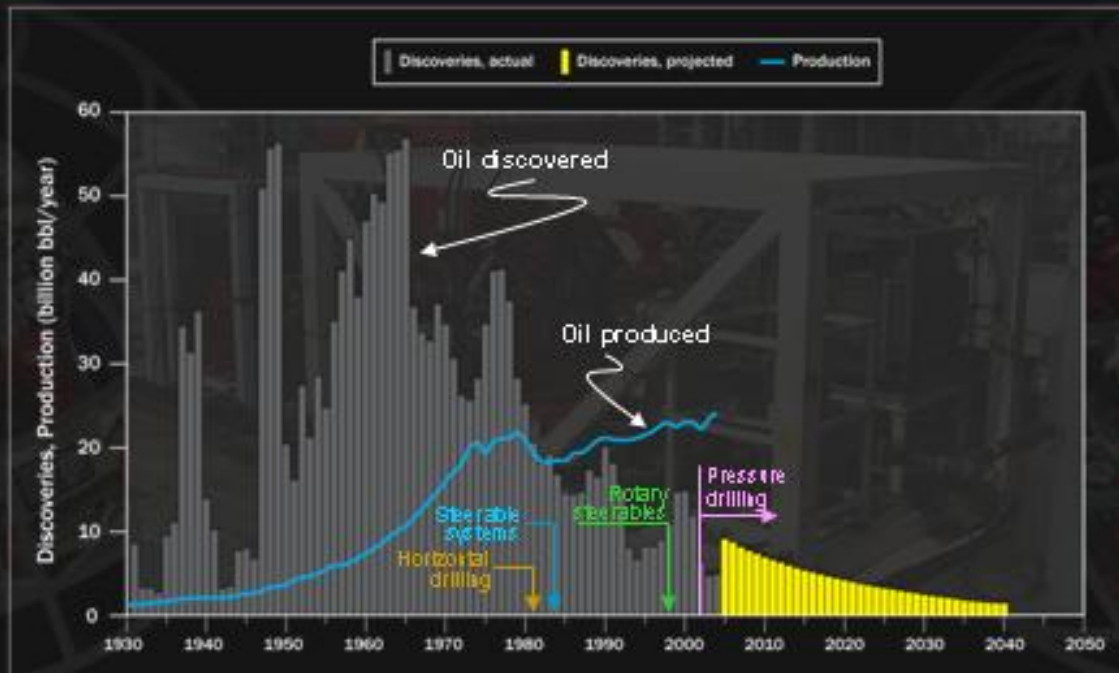 Discoveries, actual Discoveries, projected Production
60
Oil discovered
50
40
Oil produced
30
20
Pressure
drilling
Rotary
steerables
Steerable
systems
10
Horizontal
drilling
0
Discoveries, Production (billion bbl/year)
1930 1940 1950 1960 1970 1980 1990 2000 2010 2020 2030 2040 2050